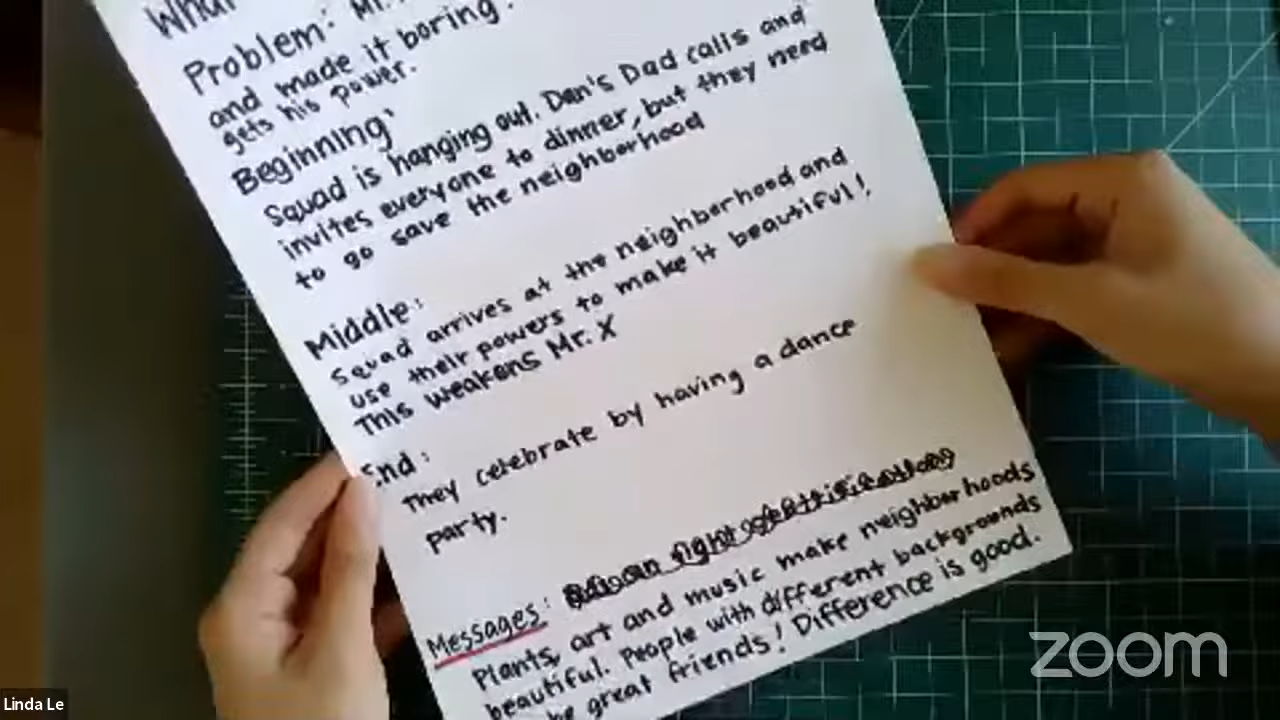 What
Problem: Mr.
and made it boring.
gets his power.
Beginning:
Squad is hanging out. Dan's Dad calls and
invites everyone to dinner, but they need
to go save the neighborhood
Middle:
Squad arrives at the neighborhood and
use their powers to make it beautiful!
This weakens Mr. X
End:
They celebrate by having a dance
party.
Messages:
Plants, art and music make neighborhoods
beautiful. People with different backgrounds
be great friends! Difference is good.
zoom
Linda Le